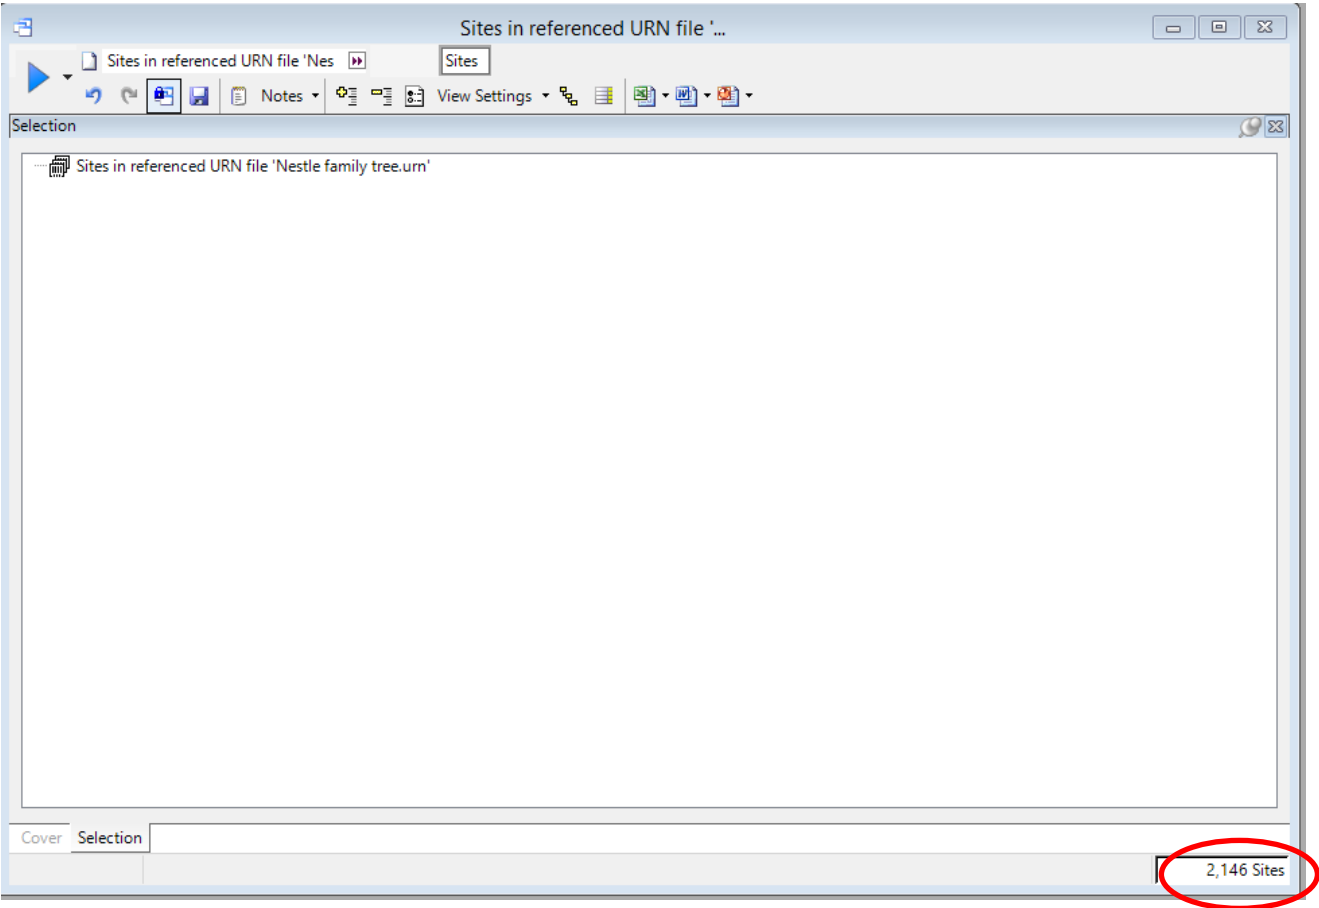 Sites in referenced URN file '...
Sites in referenced URN file 'Nes
Sites
Notes
View Settings
Selection
Sites in referenced URN file 'Nestle family tree.urn'
Cover Selection
2,146 Sites